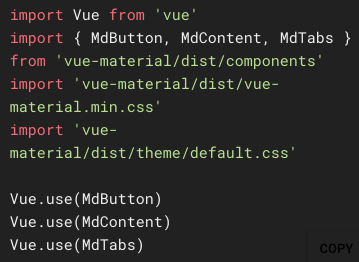 import Vue from 'vue'
import { MdButton, MdContent, MdTabs }
from 'vue-material/dist/components'
import 'vue-material/dist/vue-
material.min.css'
import 'vue-
material/dist/theme/default.css'
Vue.use(MdButton)
Vue.use(MdContent)
Vue.use(MdTabs)
COPY